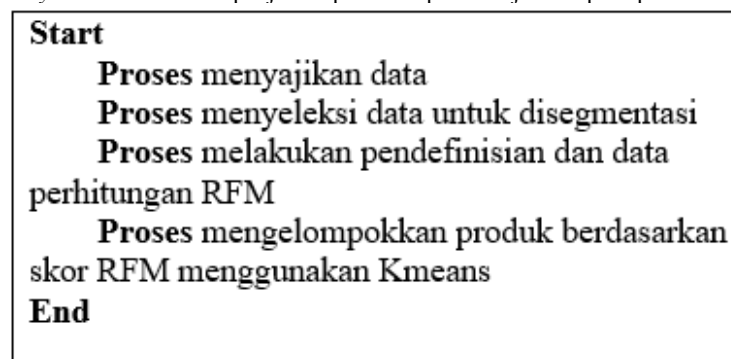 Start
Proses menyajikan data
Proses menyeleksi data untuk disegmentasi
Proses melakukan pendefinisian dan data
perhitungan RFM
Proses mengelompokkan produk berdasarkan
skor RFM menggunakan Kmeans
End